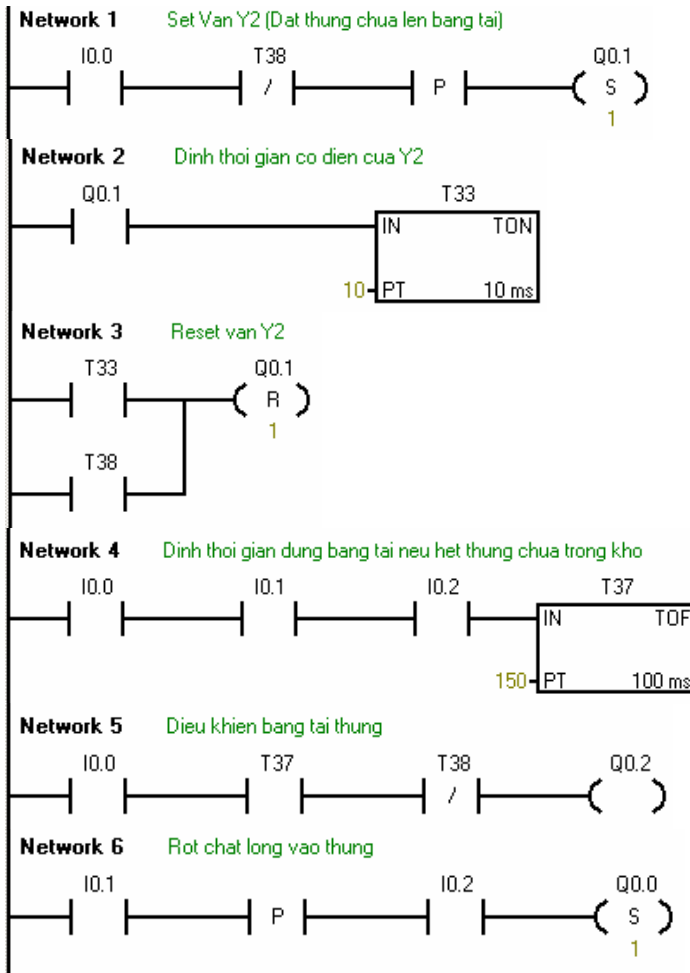 Network 1 Set Van Y2 (Dat thung chua len bang tai)
I0.0 T38 Q0.1
/ P S
1
Network 2 Dinh thoi gian co dien cua Y2
Q0.1 T33
IN TON
10 PT 10 ms
Network 3 Reset van Y2
T33 Q0.1
R
1
T38
Network 4 Dinh thoi gian dung bang tai neu het thung chua trong kho
I0.0 I0.1 I0.2 T37
IN TOF
150 PT 100 ms
Network 5 Dieu khien bang tai thung
I0.0 T37 T38 Q0.2
/
Network 6 Rot chat long vao thung
I0.1 I0.2 Q0.0
P S
1